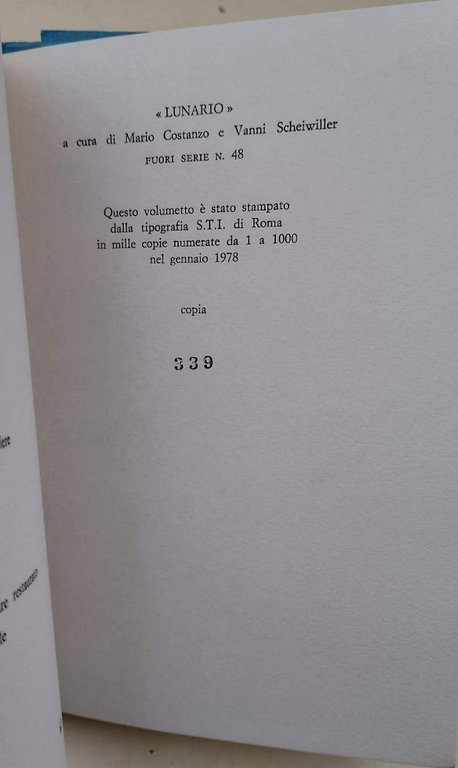 « LUNARIO »
a cura di Mario Costanzo e Vanni Scheiwiller
FUORI SERIE N. 48
Questo volumetto è stato stampato
dalla tipografia S.T.I. di Roma
in mille copie numerate da 1 a 1000
nel gennaio 1978
copia
339
restaurato